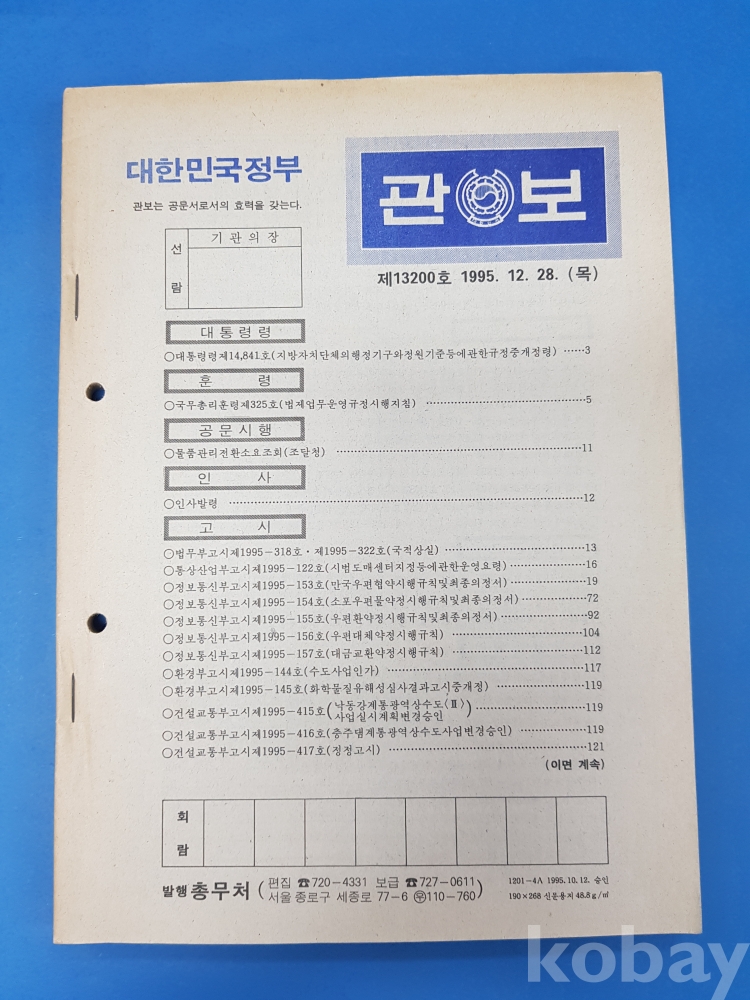 대한민국정부
관보는 공문서로서의 효력을 갖는다.
관 보
제13200호 1995. 12. 28. (목)
선람
기관의장
대통령령
○대통령령제14,841호(지방자치단체의행정기구와정원기준등에관한규정중개정령) ……3
훈 령
○국무총리훈령제325호(법제업무운영규정시행지침) ……5
공문시행
○물품관리전환소요조회(조달청) ……11
인 사
○인사발령 ……12
고 시
○법무부고시제1995-318호·제1995-322호(국적상실) ……13
○통상산업부고시제1995-122호(시범도매센터지정등에관한운영요령) ……16
○정보통신부고시제1995-153호(만국우편협약시행규칙및최종의정서) ……19
○정보통신부고시제1995-154호(소포우편물약정시행규칙및최종의정서) ……72
○정보통신부고시제1995-155호(우편환약정시행규칙및최종의정서) ……92
○정보통신부고시제1995-156호(우편대체약정시행규칙) ……104
○정보통신부고시제1995-157호(대금교환약정시행규칙) ……112
○환경부고시제1995-144호(수도사업인가) ……117
○환경부고시제1995-145호(화학물질유해성심사결과고시중개정) ……119
○건설교통부고시제1995-415호(낙동강계통광역상수도(Ⅱ)
사업실시계획변경승인) ……119
○건설교통부고시제1995-416호(충주댐계통광역상수도사업변경승인) ……119
○건설교통부고시제1995-417호(정정고시) ……121
(이면 계속)
회람
발행 총무처 (편집 ☎720-4331 보급 ☎727-0611
서울 종로구 세종로 77-6 ㉾110-760)
1201-4A 1995.10.12. 승인
190×268 신문용지 48.8g/㎡
kobay